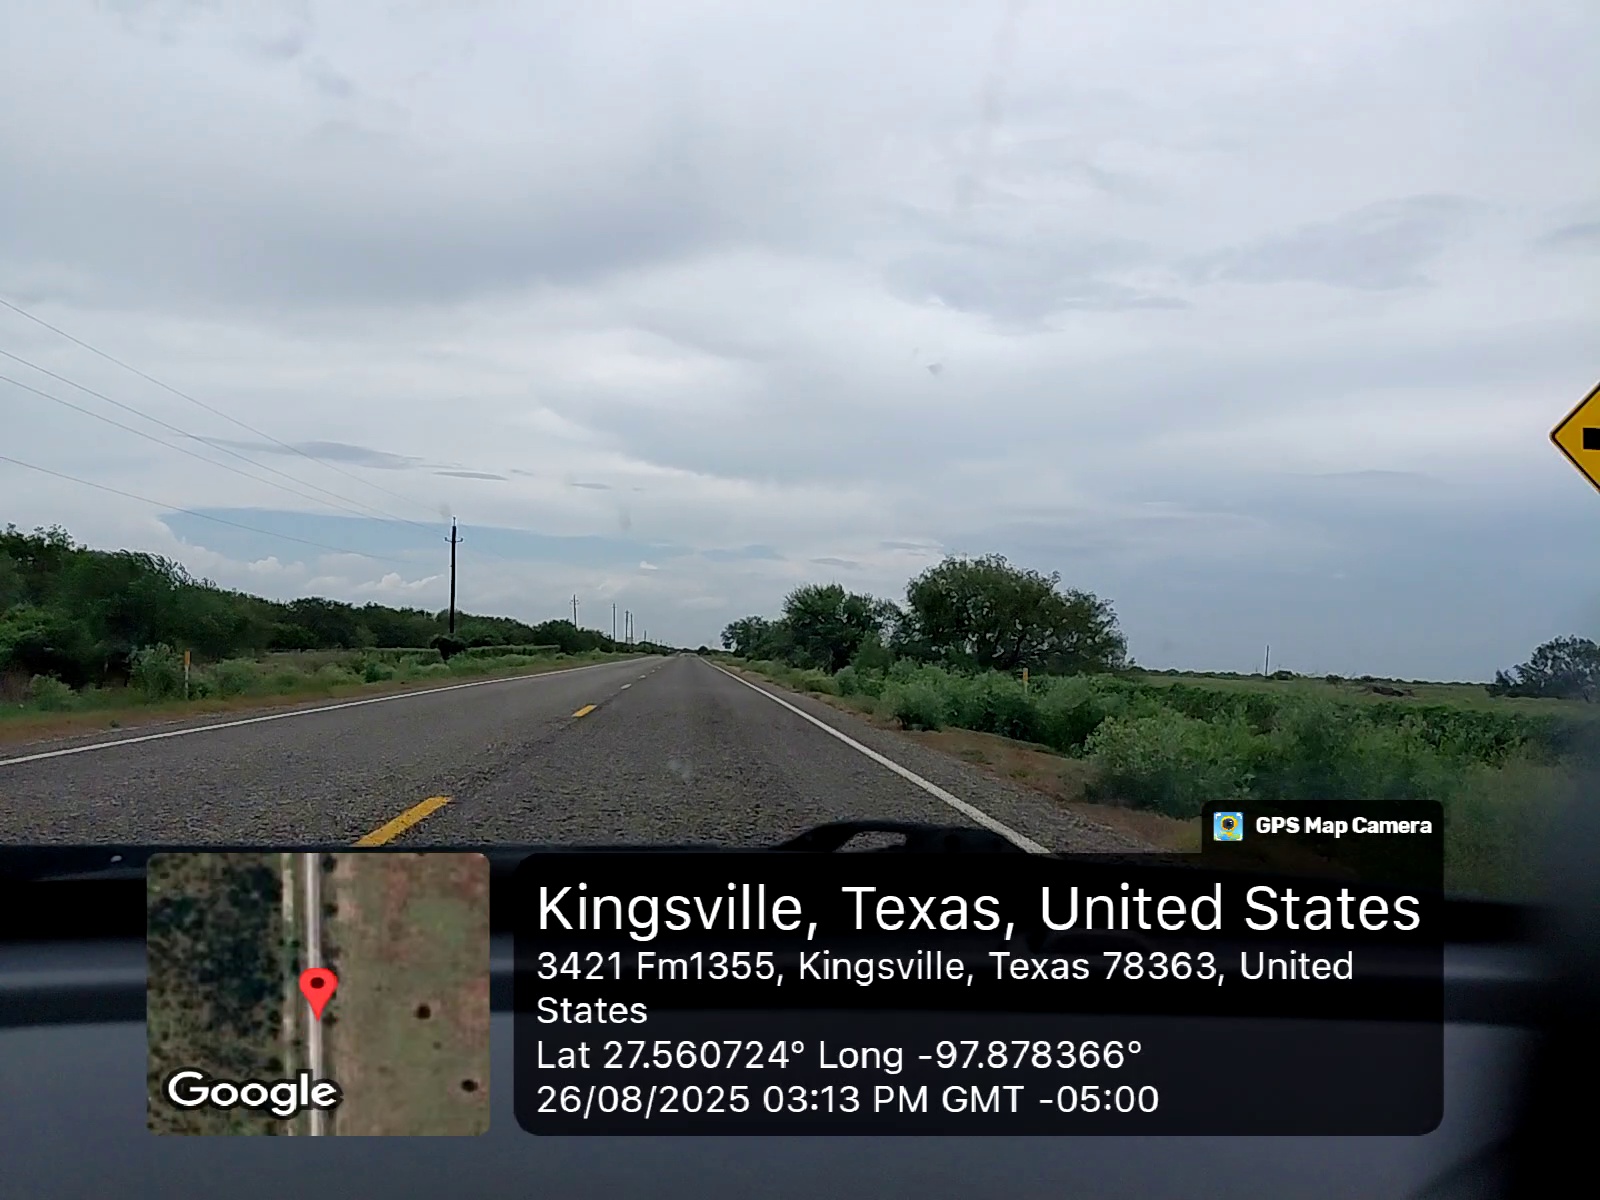 GPS Map Camera
Kingsville, Texas, United States
3421 Fm1355, Kingsville, Texas 78363, United
States
Lat 27.560724° Long -97.878366°
26/08/2025 03:13 PM GMT -05:00
Google